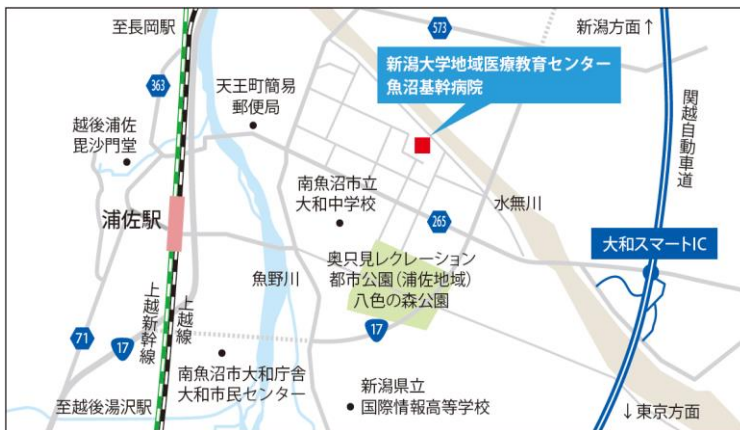 至長岡駅
573
新潟方面↑
新潟大学地域医療教育センター
魚沼基幹病院
363
天王町簡易
郵便局
関越自動車道
越後浦佐
毘沙門堂
南魚沼市立
大和中学校
水無川
浦佐駅
265
大和スマートIC
奥只見レクレーション
都市公園(浦佐地域)
八色の森公園
魚野川
上越新幹線
上越線
71
17
17
南魚沼市大和庁舎
大和市民センター
新潟県立
国際情報高等学校
至越後湯沢駅
↓東京方面